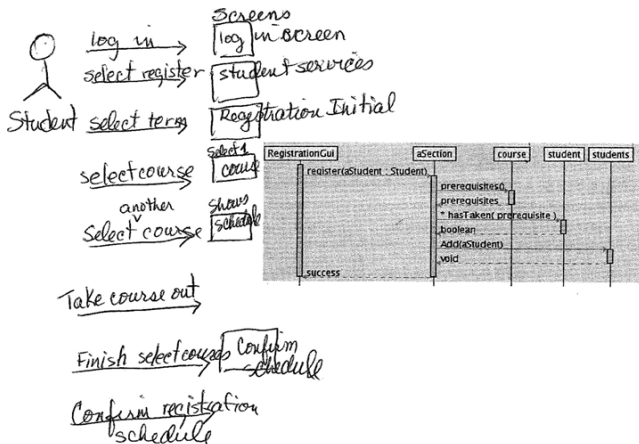 Screens
log in log in screen
select register student services
Student select term Registration Initial
select course select 1 course
select another course shows schedule
Take course out
Finish select courses Confirm schedule
Confirm registration schedule
RegistrationGui aSection course student students
register(aStudent : Student)
prerequisites()
prerequisites
* hasTaken( prerequisite )
boolean
Add(aStudent)
void
success